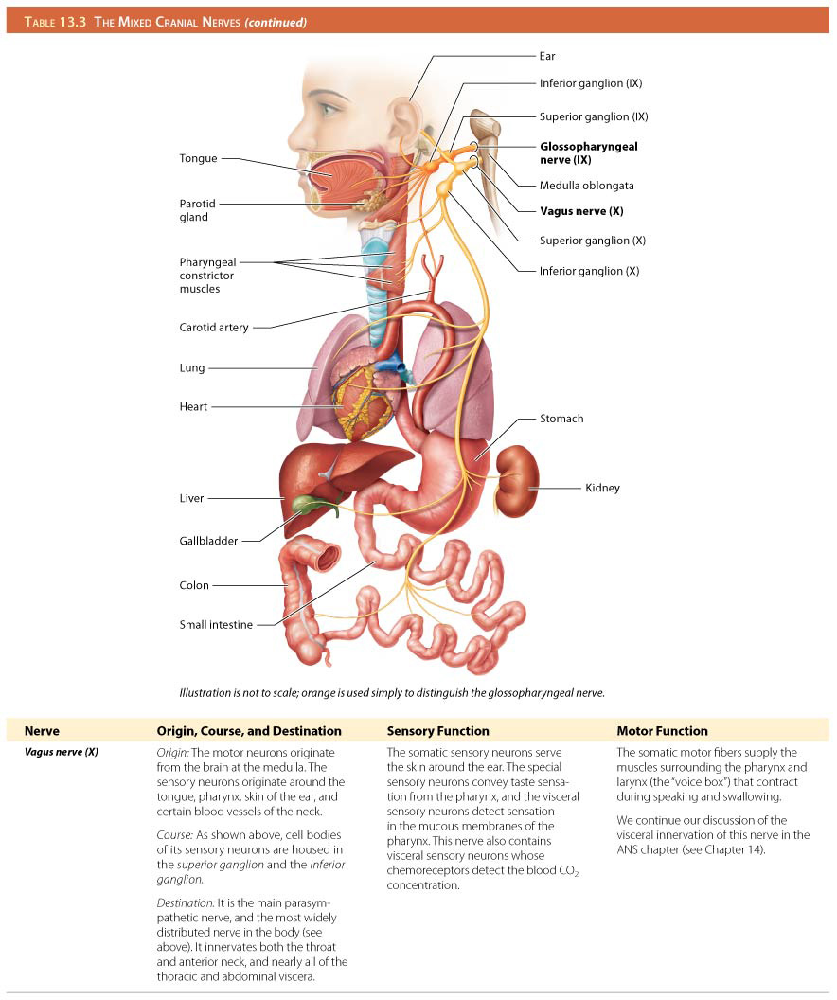 TABLE 13.3 THE MIXED CRANIAL NERVES (continued)
Ear
Inferior ganglion (IX)
Superior ganglion (IX)
Glossopharyngeal
nerve (IX)
Medulla oblongata
Vagus nerve (X)
Superior ganglion (X)
Inferior ganglion (X)
Tongue
Parotid
gland
Pharyngeal
constrictor
muscles
Carotid artery
Lung
Heart
Stomach
Kidney
Liver
Gallbladder
Colon
Small intestine
Illustration is not to scale; orange is used simply to distinguish the glossopharyngeal nerve.
Nerve
Origin, Course, and Destination
Sensory Function
Motor Function
Vagus nerve (X)
Origin: The motor neurons originate
from the brain at the medulla. The
sensory neurons originate around the
tongue, pharynx, skin of the ear, and
certain blood vessels of the neck.
Course: As shown above, cell bodies
of its sensory neurons are housed in
the superior ganglion and the inferior
ganglion.
Destination: It is the main parasym-
pathetic nerve, and the most widely
distributed nerve in the body (see
above). It innervates both the throat
and anterior neck, and nearly all of the
thoracic and abdominal viscera.
The somatic sensory neurons serve
the skin around the ear. The special
sensory neurons convey taste sensa-
tion from the pharynx, and the visceral
sensory neurons detect sensation
in the mucous membranes of the
pharynx. This nerve also contains
visceral sensory neurons whose
chemoreceptors detect the blood CO₂
concentration.
The somatic motor fibers supply the
muscles surrounding the pharynx and
larynx (the “voice box”) that contract
during speaking and swallowing.
We continue our discussion of the
visceral innervation of this nerve in the
ANS chapter (see Chapter 14).